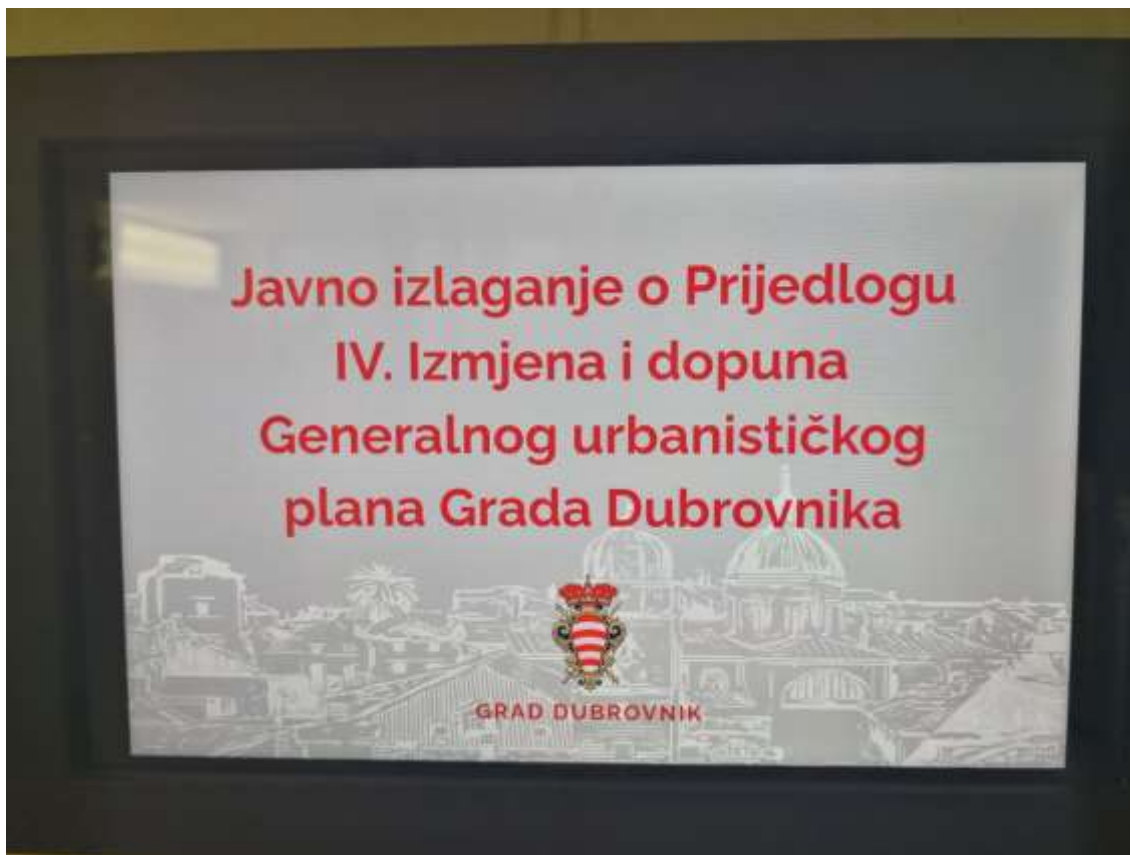 Javno izlaganje o Prijedlogu
IV. Izmjena i dopuna
Generalnog urbanističkog
plana Grada Dubrovnika
GRAD DUBROVNIK